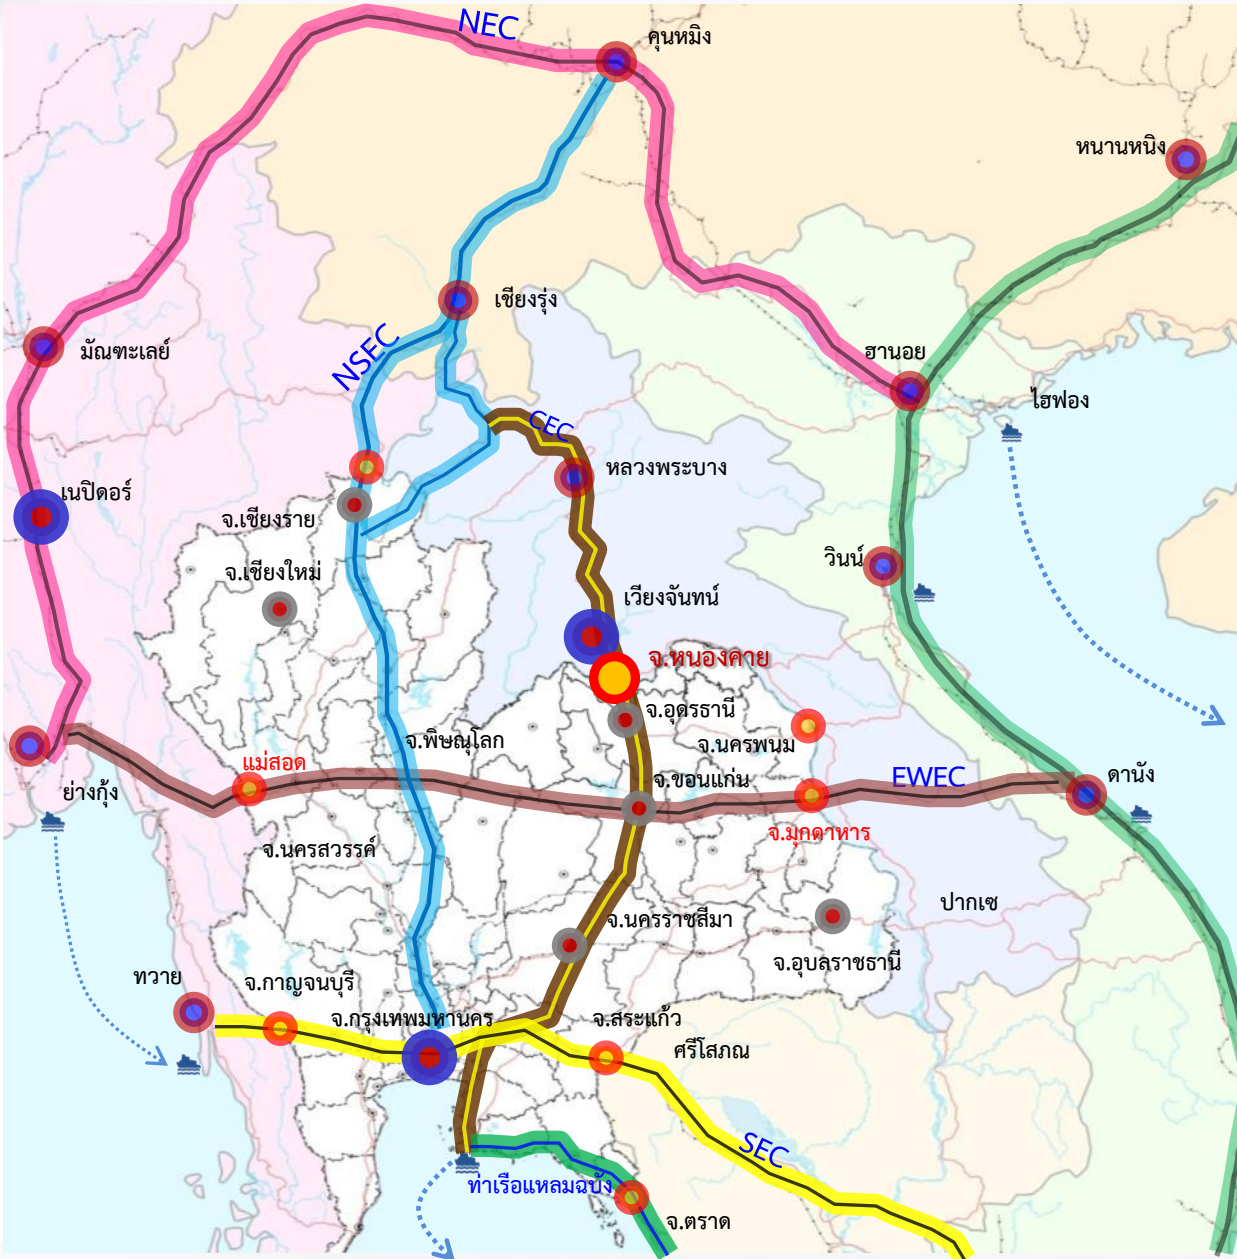 NEC
คุนหมิง
หนานหนิง
เชียงรุ่ง
NSEC
มัณฑะเลย์
ฮานอย
ไฮฟอง
CEC
หลวงพระบาง
เนปิดอร์
จ.เชียงราย
วินน์
จ.เชียงใหม่
เวียงจันทน์
จ.หนองคาย
จ.อุดรธานี
จ.พิษณุโลก
จ.นครพนม
แม่สอด
จ.ขอนแก่น
EWEC
ดานัง
ย่างกุ้ง
จ.มุกดาหาร
จ.นครสวรรค์
ปากเซ
จ.นครราชสีมา
จ.อุบลราชธานี
ทวาย
จ.กาญจนบุรี
จ.กรุงเทพมหานคร
จ.สระแก้ว
ศรีโสภณ
SEC
ท่าเรือแหลมฉบัง
จ.ตราด